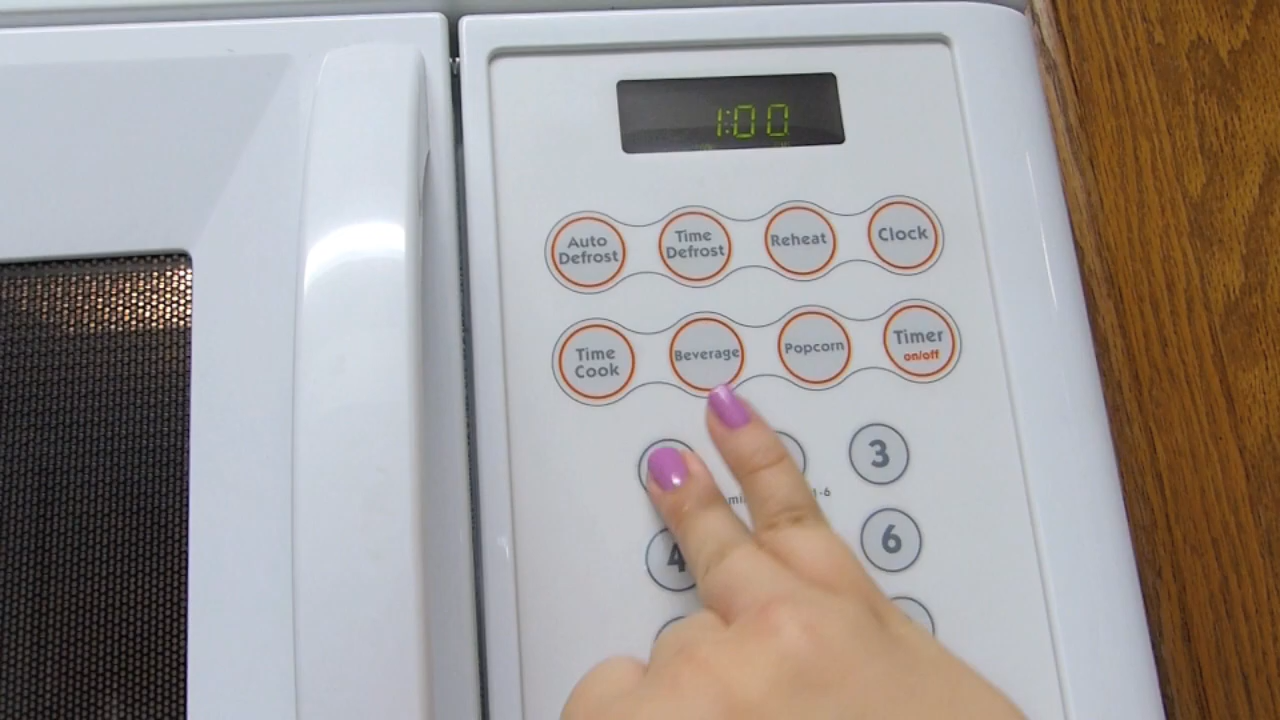 1:00
Auto
Defrost
Time
Defrost
Reheat
Clock
Time
Cook
Beverage
Popcorn
Timer
on/off
3
4
6